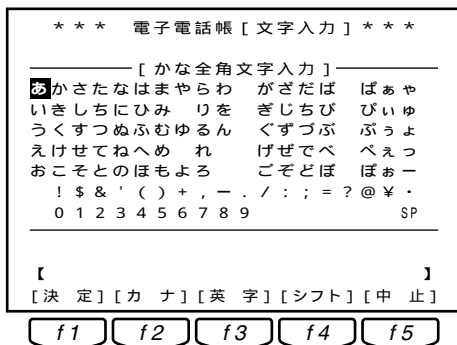 ＊ ＊ ＊ 電子電話帳［文字入力］＊ ＊ ＊
［かな全角文字入力］
あかさたなはまやらわ がざだば ぱぁゃ
いきしちにひみ りを ぎじちび ぴぃゅ
うくすつぬふむゆるん ぐずづぶ ぷぅょ
えけせてねへめ れ げぜでべ ぺぇっ
おこそとのほもよろ ごぞどぼ ぽぉー
！＄＆’（）＋，－．／：；＝？＠￥・
０１２３４５６７８９ SP
【 】
［決 定］［カ ナ］［英 字］［シフト］［中 止］
f1 f2 f3 f4 f5